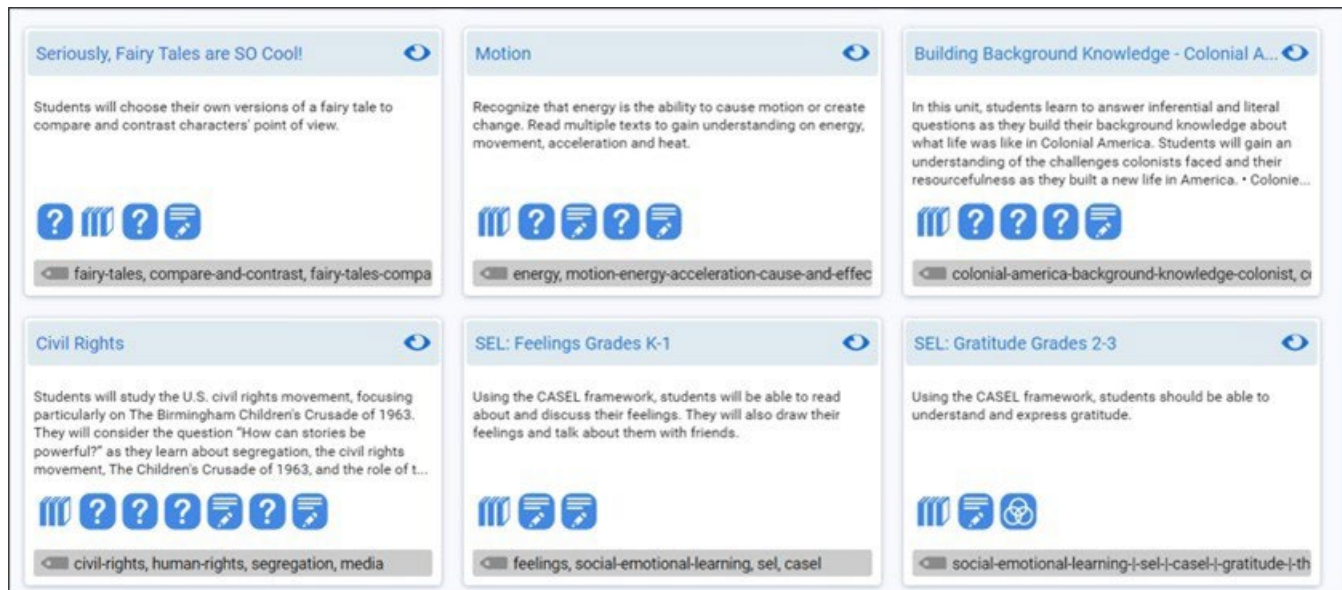 Seriously, Fairy Tales are SO Cool!
Students will choose their own versions of a fairy tale to
compare and contrast characters' point of view.
fairy-tales, compare-and-contrast, fairy-tales-compa
Motion
Recognize that energy is the ability to cause motion or create
change. Read multiple texts to gain understanding on energy,
movement, acceleration and heat.
energy, motion-energy-acceleration-cause-and-effec
Building Background Knowledge - Colonial A...
In this unit, students learn to answer inferential and literal
questions as they build their background knowledge about
what life was like in Colonial America. Students will gain an
understanding of the challenges colonists faced and their
resourcefulness as they built a new life in America. • Colonie...
colonial-america-background-knowledge-colonist, c
Civil Rights
Students will study the U.S. civil rights movement, focusing
particularly on The Birmingham Children's Crusade of 1963.
They will consider the question "How can stories be
powerful?" as they learn about segregation, the civil rights
movement, The Children's Crusade of 1963, and the role of t...
civil-rights, human-rights, segregation, media
SEL: Feelings Grades K-1
Using the CASEL framework, students will be able to read
about and discuss their feelings. They will also draw their
feelings and talk about them with friends.
feelings, social-emotional-learning, sel, casel
SEL: Gratitude Grades 2-3
Using the CASEL framework, students should be able to
understand and express gratitude.
social-emotional-learning-|-sel-|-casel-|-gratitude-|-th